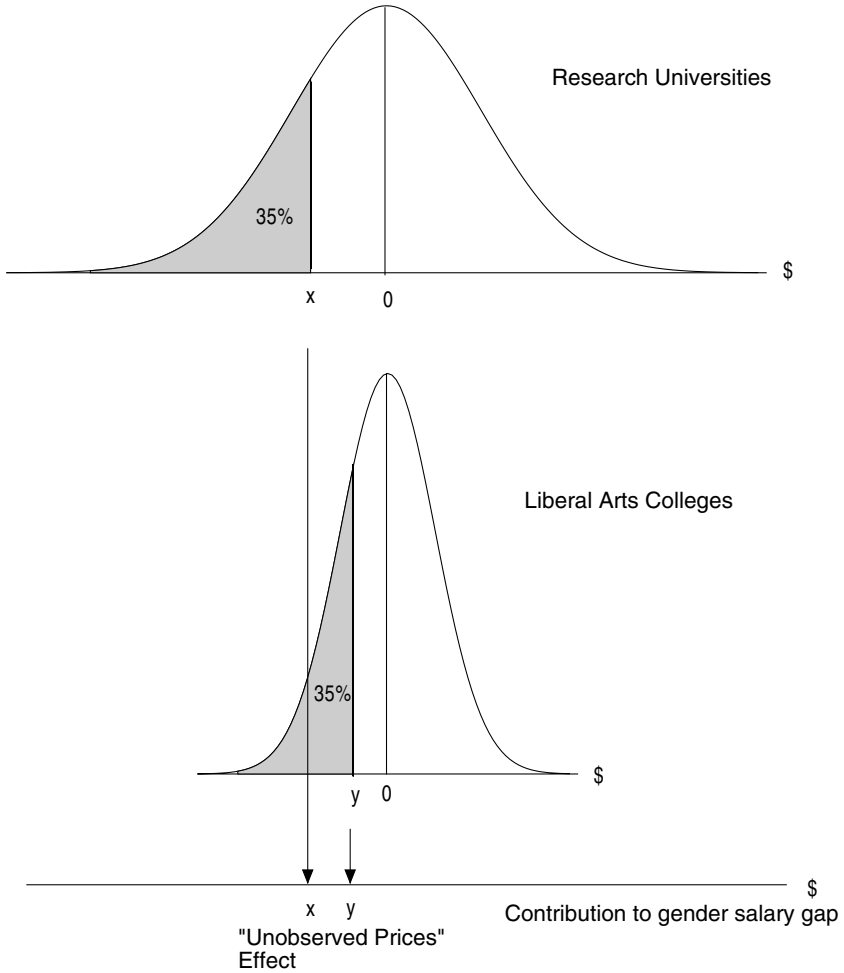 Research Universities
35%
$
x 0
Liberal Arts Colleges
35%
$
y 0
$
x y
Contribution to gender salary gap
"Unobserved Prices"
Effect